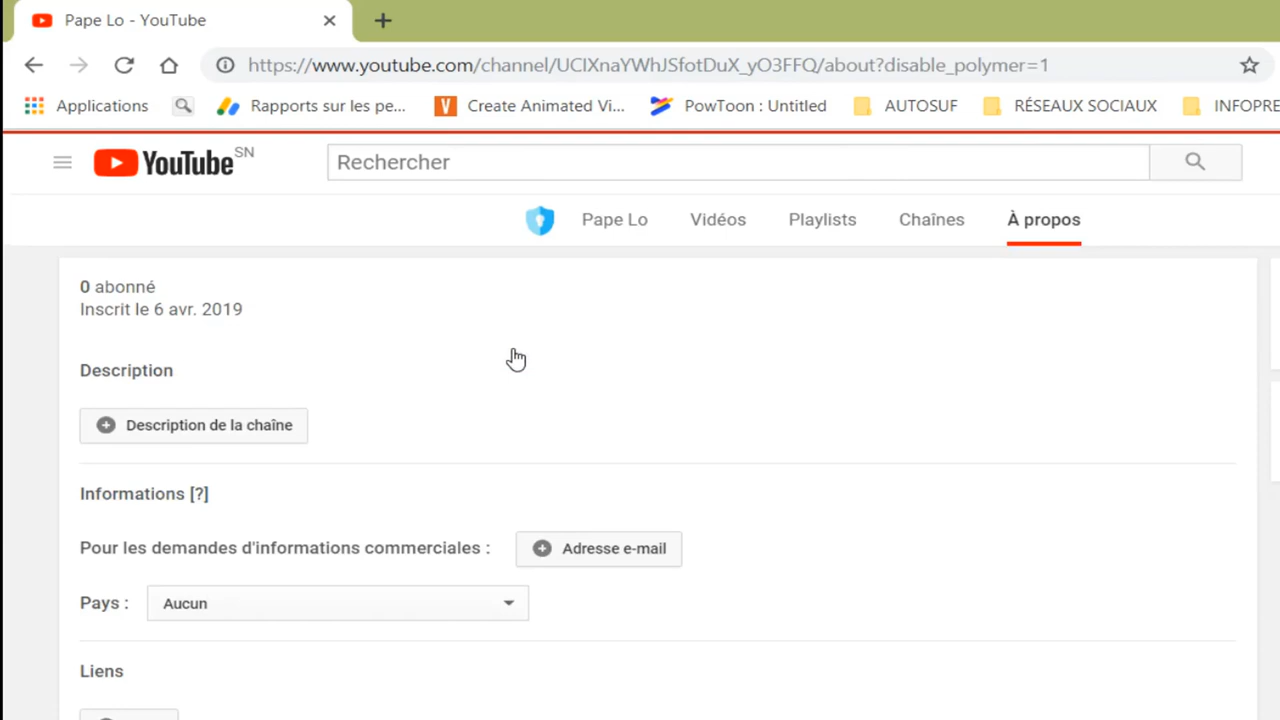 Pape Lo - YouTube
https://www.youtube.com/channel/UClXnaYWhJSfotDuX_yO3FFQ/about?disable_polymer=1
Applications Rapports sur les pe... Create Animated Vi... PowToon : Untitled AUTOSUF RÉSEAUX SOCIAUX INFOPRE
YouTube SN Rechercher
Pape Lo Vidéos Playlists Chaînes À propos
0 abonné
Inscrit le 6 avr. 2019
Description
Description de la chaîne
Informations [?]
Pour les demandes d'informations commerciales : Adresse e-mail
Pays : Aucun
Liens